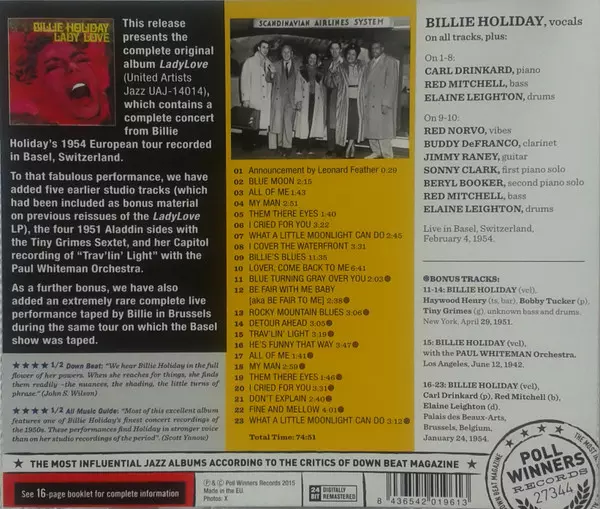 BILLIE HOLIDAY
LADY LOVE
This release
presents the
complete original
album LadyLove
(United Artists
Jazz UAJ-14014),
which contains a
complete concert
from Billie
Holiday's 1954 European tour recorded
in Basel, Switzerland.
To that fabulous performance, we have
added five earlier studio tracks (which
had been included as bonus material
on previous reissues of the LadyLove
LP), the four 1951 Aladdin sides with
the Tiny Grimes Sextet, and her Capitol
recording of "Trav'lin' Light" with the
Paul Whiteman Orchestra.
As a further bonus, we have also
added an extremely rare complete live
performance taped by Billie in Brussels
during the same tour on which the Basel
show was taped.
★★★★ 1/2 Down Beat: "We hear Billie Holiday in the full
flower of her powers. When she reaches for things, she finds
them readily –the nuances, the shading, the little turns of
phrase." (John S. Wilson)
★★★★ 1/2 All Music Guide: "Most of this excellent album
features one of Billie Holiday's finest concert recordings of the
1950s. These performances find Holiday in stronger voice
than on her studio recordings of the period". (Scott Yanow)
SCANDINAVIAN AIRLINES SYSTEM
01 Announcement by Leonard Feather 0:29
02 BLUE MOON 2:15
03 ALL OF ME 1:43
04 MY MAN 2:51
05 THEM THERE EYES 1:40
06 I CRIED FOR YOU 3:22
07 WHAT A LITTLE MOONLIGHT CAN DO 2:45
08 I COVER THE WATERFRONT 3:31
09 BILLIE'S BLUES 11:35
10 LOVER, COME BACK TO ME 6:41
11 BLUE TURNING GRAY OVER YOU 2:03
12 BE FAIR WITH ME BABY
[aka BE FAIR TO ME] 2:38
13 ROCKY MOUNTAIN BLUES 3:06
14 DETOUR AHEAD 3:05
15 TRAV'LIN' LIGHT 3:19
16 HE'S FUNNY THAT WAY 3:47
17 ALL OF ME 1:41
18 MY MAN 2:59
19 THEM THERE EYES 1:46
20 I CRIED FOR YOU 3:31
21 DON'T EXPLAIN 2:40
22 FINE AND MELLOW 4:01
23 WHAT A LITTLE MOONLIGHT CAN DO 3:12
Total Time: 74:51
BILLIE HOLIDAY, vocals
On all tracks, plus:
On 1-8:
CARL DRINKARD, piano
RED MITCHELL, bass
ELAINE LEIGHTON, drums
On 9-10:
RED NORVO, vibes
BUDDY DeFRANCO, clarinet
JIMMY RANEY, guitar
SONNY CLARK, first piano solo
BERYL BOOKER, second piano solo
RED MITCHELL, bass
ELAINE LEIGHTON, drums
Live in Basel, Switzerland,
February 4, 1954.
BONUS TRACKS:
11-14: BILLIE HOLIDAY (vcl),
Haywood Henry (ts, bar), Bobby Tucker (p),
Tiny Grimes (g) unknown bass and drums.
New York, April 29, 1951.
15: BILLIE HOLIDAY (vcl),
with the PAUL WHITEMAN Orchestra.
Los Angeles, June 12, 1942.
16-23: BILLIE HOLIDAY (vcl),
Carl Drinkard (p), Red Mitchell (b)
Elaine Leighton (d)
Palais des Beaux-Arts,
Brussels, Belgium,
January 24, 1954.
★ THE MOST INFLUENTIAL JAZZ ALBUMS ACCORDING TO THE CRITICS OF DOWN BEAT MAGAZINE ★
See 16-page booklet for complete information
℗ & © Poll Winners Records 2015
Made in the EU.
Photos: X
24 BIT DIGITALLY REMASTERED
8 436542 019613
POLL
WINNERS
RECORDS
27344